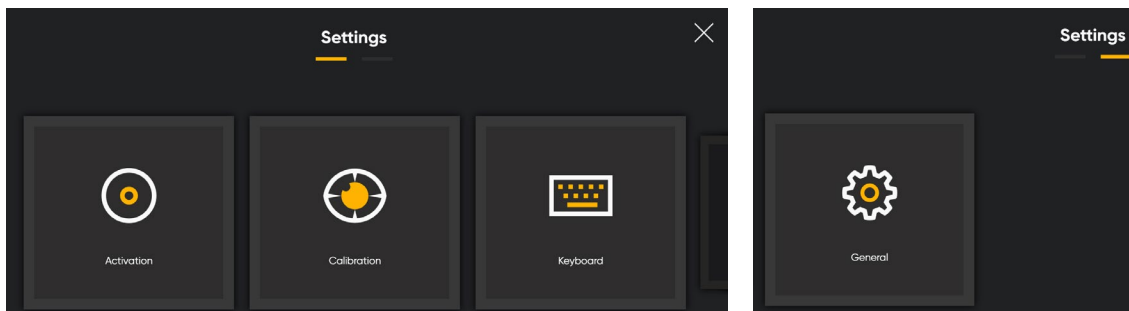 Settings
Activation
Calibration
Keyboard
Settings
General